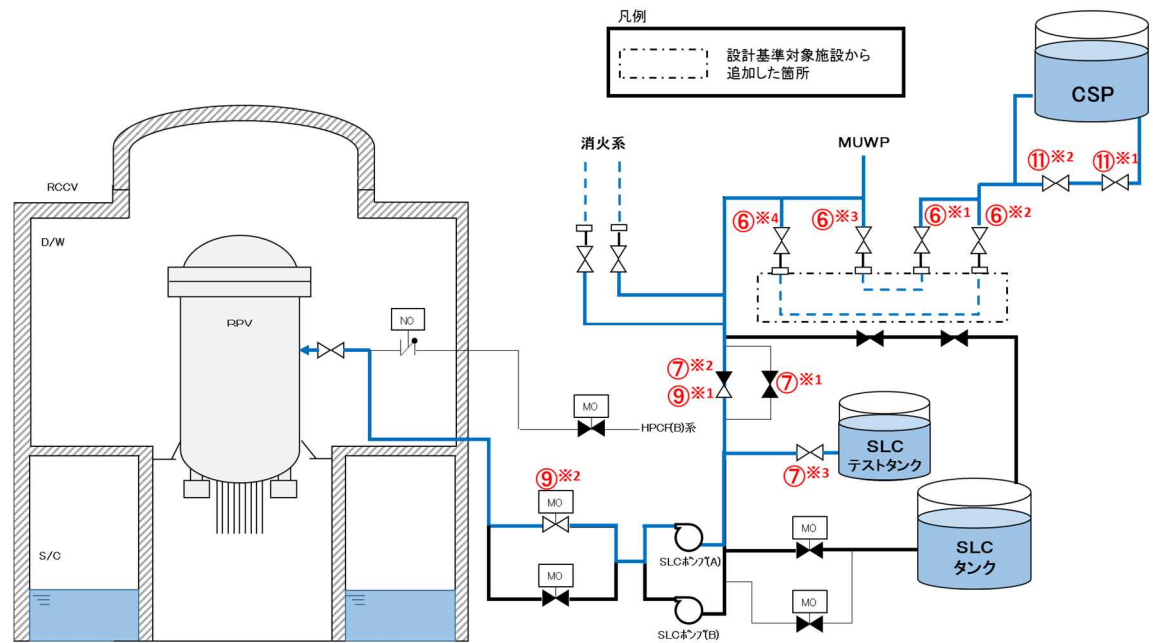 凡例
設計基準対象施設から
追加した箇所
CSP
消火系
MUWP
⑪※2
⑪※1
RCCV
⑥※4
⑥※3
⑥※1
⑥※2
D/W
RPV
NO
⑦※2
⑨※1
⑦※1
MO
HPCF(B)系
SLC
テストタンク
⑦※3
⑨※2
MO
S/C
SLCポンプ(A)
MO
SLC
タンク
MO
MO
SLCポンプ(B)